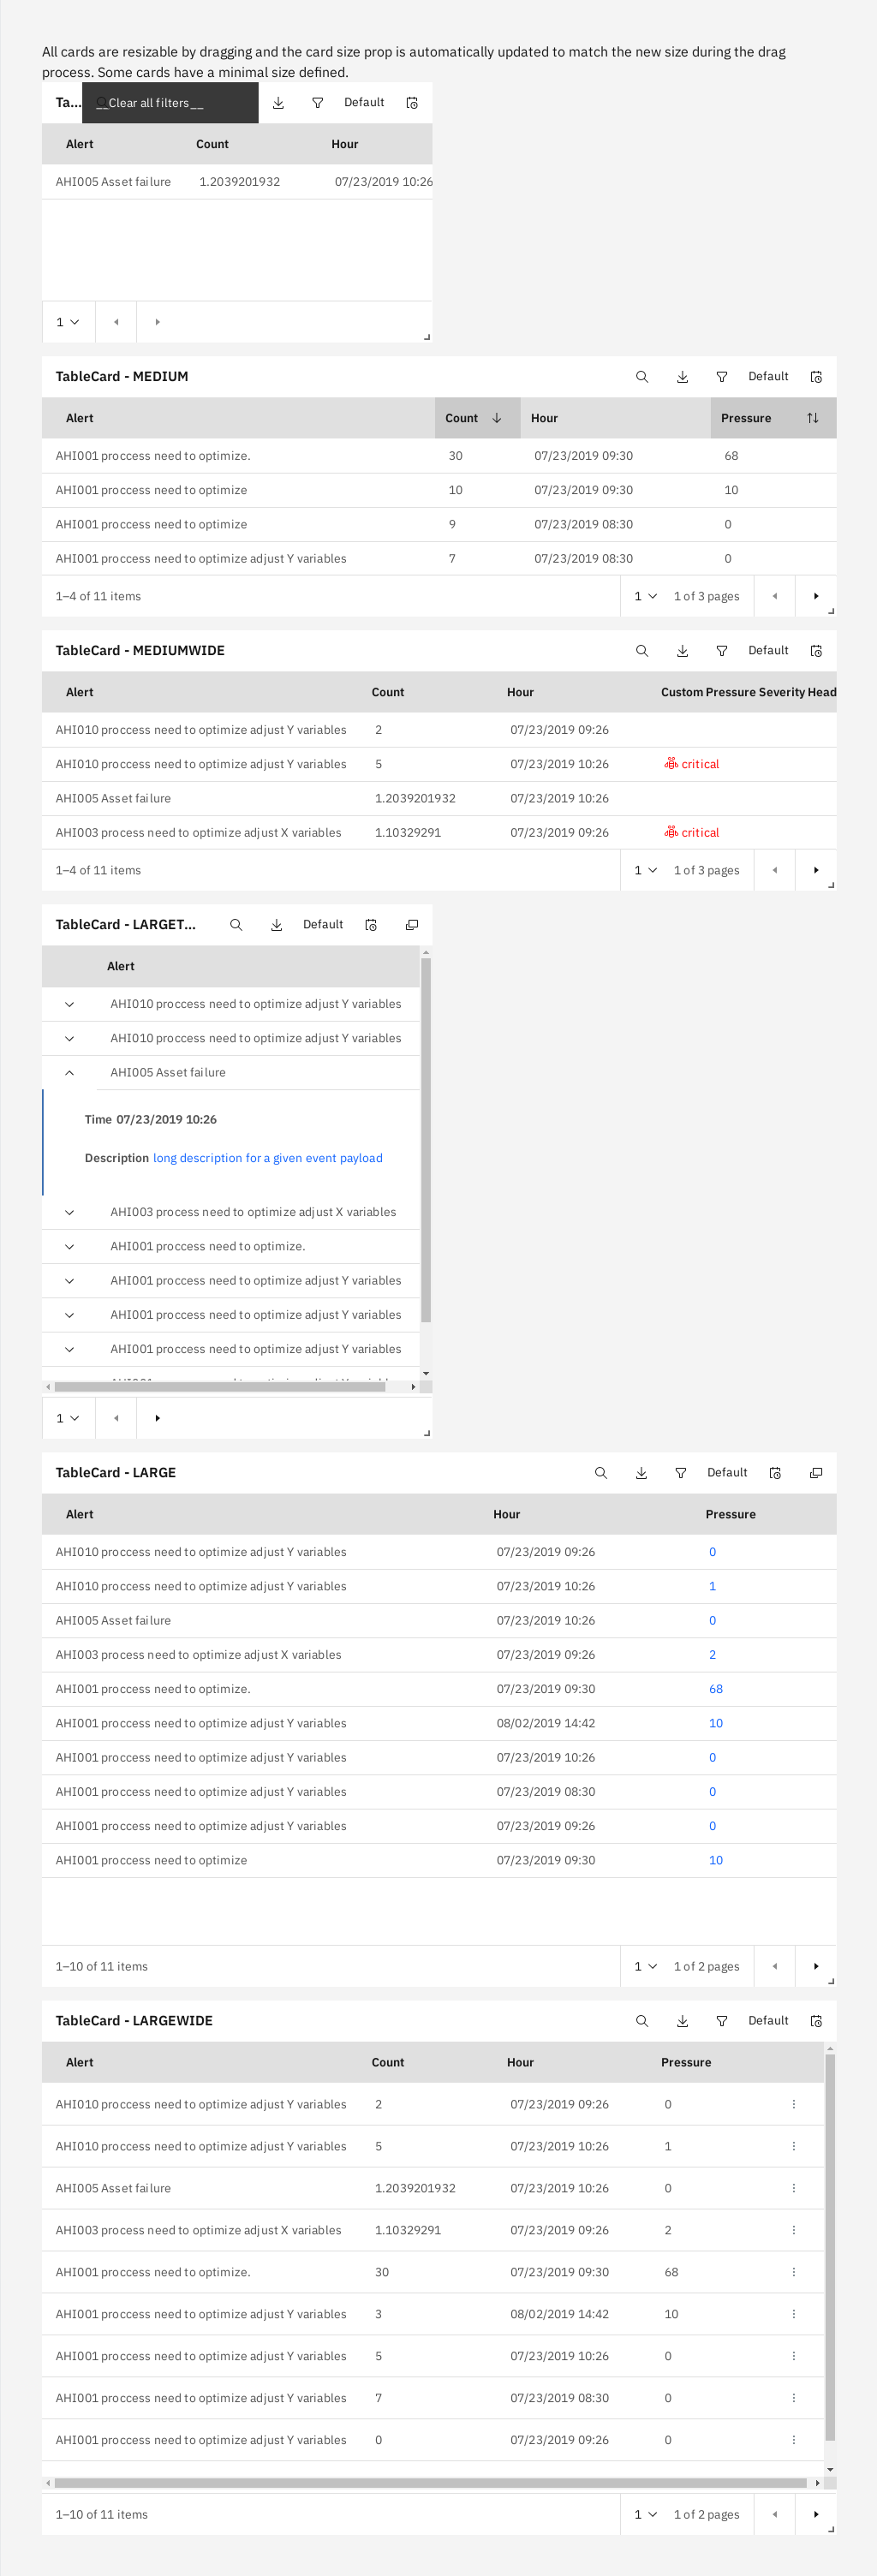 All cards are resizable by dragging and the card size prop is automatically updated to match the new size during the drag
process. Some cards have a minimal size defined.
Ta... __Clear all filters__ Default
Alert Count Hour
AHI005 Asset failure 1.2039201932 07/23/2019 10:26
1
TableCard - MEDIUM Default
Alert Count Hour Pressure
AHI001 proccess need to optimize. 30 07/23/2019 09:30 68
AHI001 proccess need to optimize 10 07/23/2019 09:30 10
AHI001 proccess need to optimize 9 07/23/2019 08:30 0
AHI001 proccess need to optimize adjust Y variables 7 07/23/2019 08:30 0
1–4 of 11 items 1 1 of 3 pages
TableCard - MEDIUMWIDE Default
Alert Count Hour Custom Pressure Severity Head
AHI010 proccess need to optimize adjust Y variables 2 07/23/2019 09:26
AHI010 proccess need to optimize adjust Y variables 5 07/23/2019 10:26 critical
AHI005 Asset failure 1.2039201932 07/23/2019 10:26
AHI003 process need to optimize adjust X variables 1.10329291 07/23/2019 09:26 critical
1–4 of 11 items 1 1 of 3 pages
TableCard - LARGET... Default
Alert
AHI010 proccess need to optimize adjust Y variables
AHI010 proccess need to optimize adjust Y variables
AHI005 Asset failure
Time 07/23/2019 10:26
Description long description for a given event payload
AHI003 process need to optimize adjust X variables
AHI001 proccess need to optimize.
AHI001 proccess need to optimize adjust Y variables
AHI001 proccess need to optimize adjust Y variables
AHI001 proccess need to optimize adjust Y variables
1
TableCard - LARGE Default
Alert Hour Pressure
AHI010 proccess need to optimize adjust Y variables 07/23/2019 09:26 0
AHI010 proccess need to optimize adjust Y variables 07/23/2019 10:26 1
AHI005 Asset failure 07/23/2019 10:26 0
AHI003 process need to optimize adjust X variables 07/23/2019 09:26 2
AHI001 proccess need to optimize. 07/23/2019 09:30 68
AHI001 proccess need to optimize adjust Y variables 08/02/2019 14:42 10
AHI001 proccess need to optimize adjust Y variables 07/23/2019 10:26 0
AHI001 proccess need to optimize adjust Y variables 07/23/2019 08:30 0
AHI001 proccess need to optimize adjust Y variables 07/23/2019 09:26 0
AHI001 proccess need to optimize 07/23/2019 09:30 10
1–10 of 11 items 1 1 of 2 pages
TableCard - LARGEWIDE Default
Alert Count Hour Pressure
AHI010 proccess need to optimize adjust Y variables 2 07/23/2019 09:26 0
AHI010 proccess need to optimize adjust Y variables 5 07/23/2019 10:26 1
AHI005 Asset failure 1.2039201932 07/23/2019 10:26 0
AHI003 process need to optimize adjust X variables 1.10329291 07/23/2019 09:26 2
AHI001 proccess need to optimize. 30 07/23/2019 09:30 68
AHI001 proccess need to optimize adjust Y variables 3 08/02/2019 14:42 10
AHI001 proccess need to optimize adjust Y variables 5 07/23/2019 10:26 0
AHI001 proccess need to optimize adjust Y variables 7 07/23/2019 08:30 0
AHI001 proccess need to optimize adjust Y variables 0 07/23/2019 09:26 0
1–10 of 11 items 1 1 of 2 pages